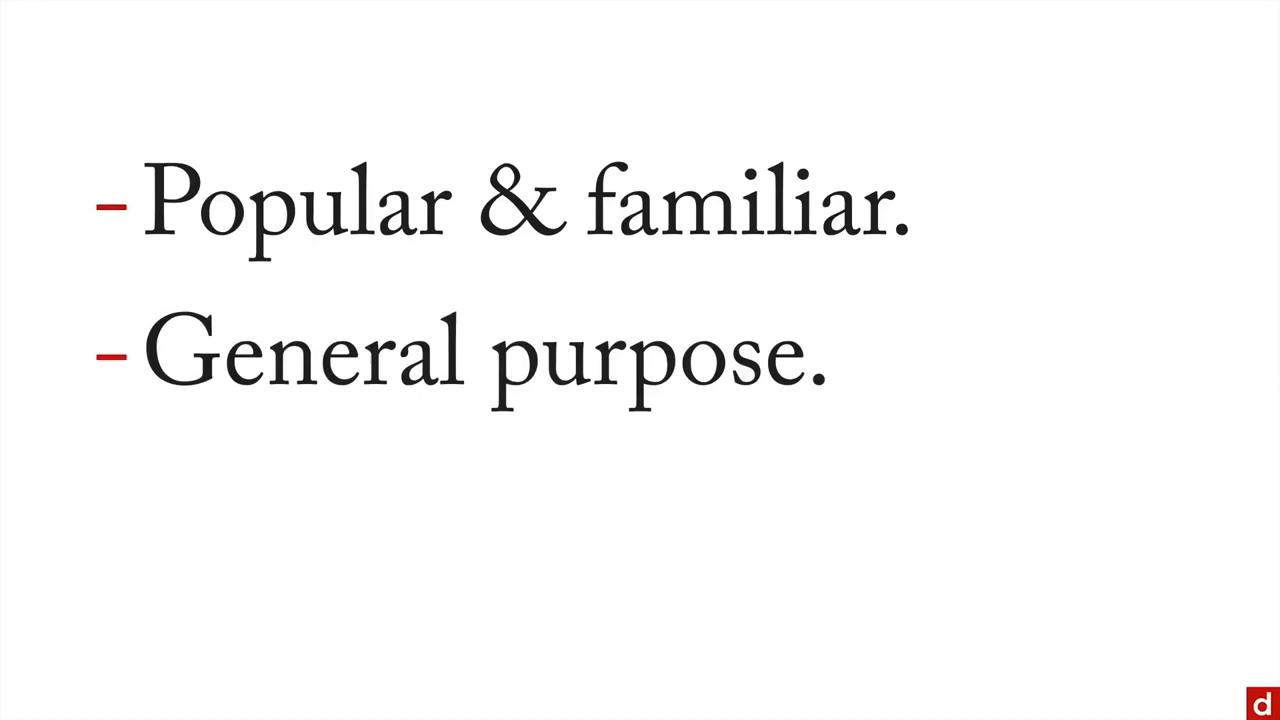 - Popular & familiar.
- General purpose.
d